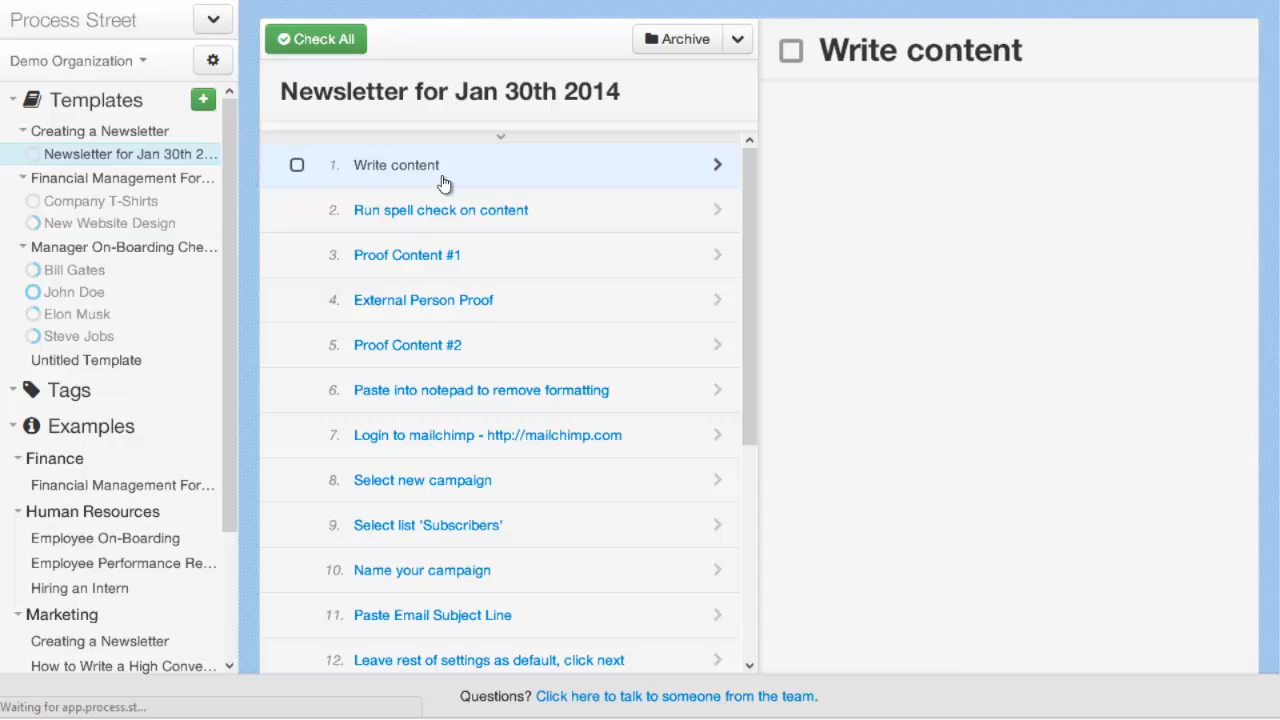 Process Street
Demo Organization
Templates
Creating a Newsletter
Newsletter for Jan 30th 2...
Financial Management For...
Company T-Shirts
New Website Design
Manager On-Boarding Che...
Bill Gates
John Doe
Elon Musk
Steve Jobs
Untitled Template
Tags
Examples
Finance
Financial Management For...
Human Resources
Employee On-Boarding
Employee Performance Re...
Hiring an Intern
Marketing
Creating a Newsletter
How to Write a High Conve...
Check All
Archive
Newsletter for Jan 30th 2014
1. Write content
2. Run spell check on content
3. Proof Content #1
4. External Person Proof
5. Proof Content #2
6. Paste into notepad to remove formatting
7. Login to mailchimp - http://mailchimp.com
8. Select new campaign
9. Select list 'Subscribers'
10. Name your campaign
11. Paste Email Subject Line
12. Leave rest of settings as default, click next
Write content
Questions? Click here to talk to someone from the team.
Waiting for app.process.st...